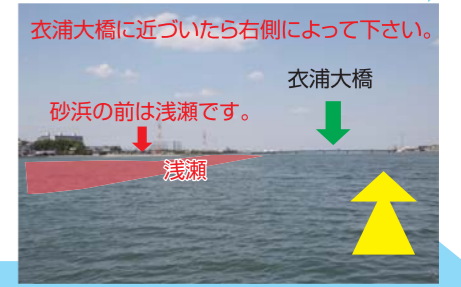 衣浦大橋に近づいたら右側によって下さい。
衣浦大橋
砂浜の前は浅瀬です。
浅瀬